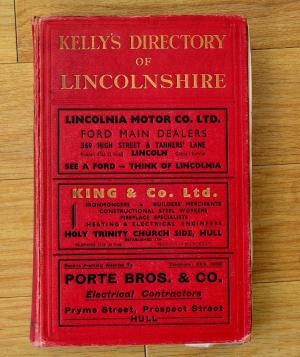 KELLY'S DIRECTORY
OF
LINCOLNSHIRE
LINCOLNIA MOTOR CO. LTD.
FORD MAIN DEALERS
369 HIGH STREET & TANNERS' LANE
LINCOLN
SEE A FORD — THINK OF LINCOLNIA
KING & Co. Ltd.
IRONMONGERS & BUILDERS' MERCHANTS
CONSTRUCTIONAL STEEL WORKERS
FIREPLACE SPECIALISTS
HEATING & ELECTRICAL ENGINEERS
HOLY TRINITY CHURCH SIDE, HULL
PORTE BROS. & CO.
Electrical Contractors
Pryme Street, Prospect Street
HULL